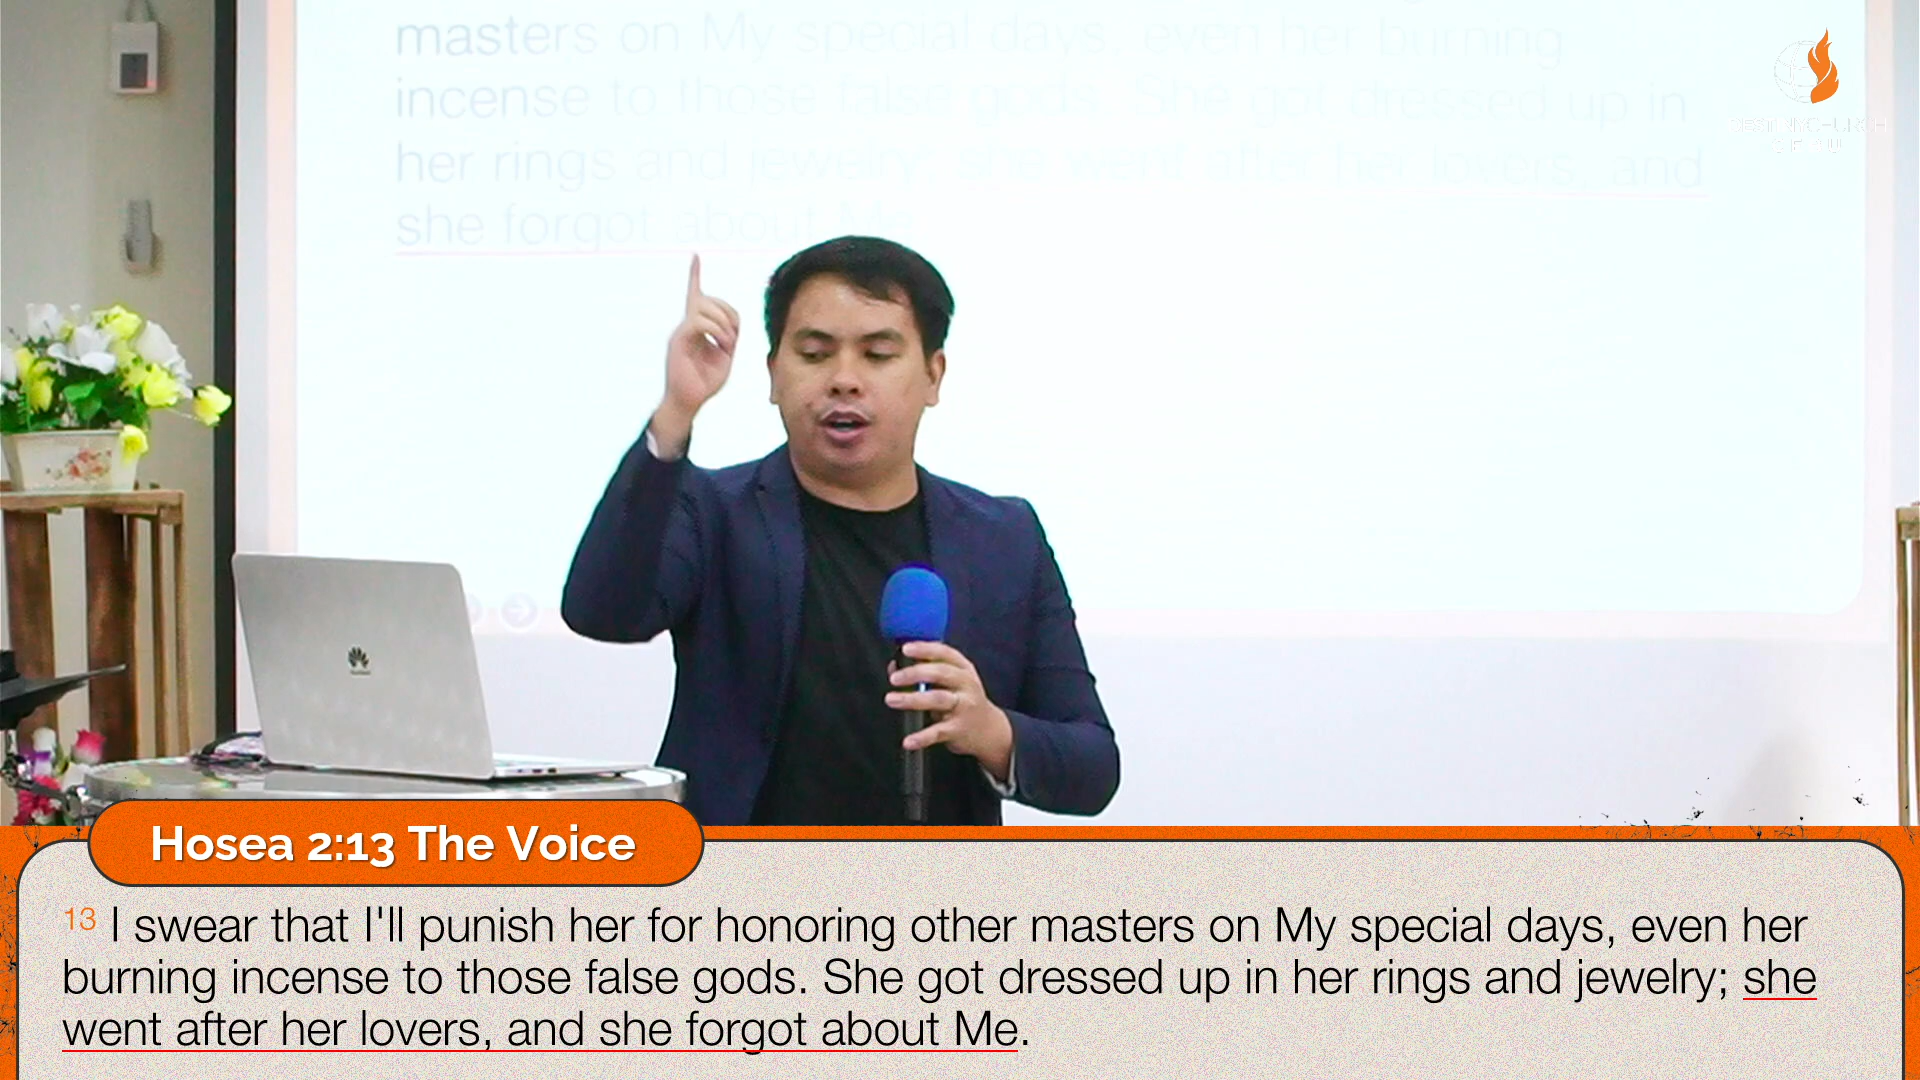 masters on My special days, even her burning
incense to those false gods. She got dressed up in
her rings and jewelry; she went after her lovers, and
she forgot about Me
Hosea 2:13 The Voice
13 I swear that I'll punish her for honoring other masters on My special days, even her
burning incense to those false gods. She got dressed up in her rings and jewelry; she
went after her lovers, and she forgot about Me.